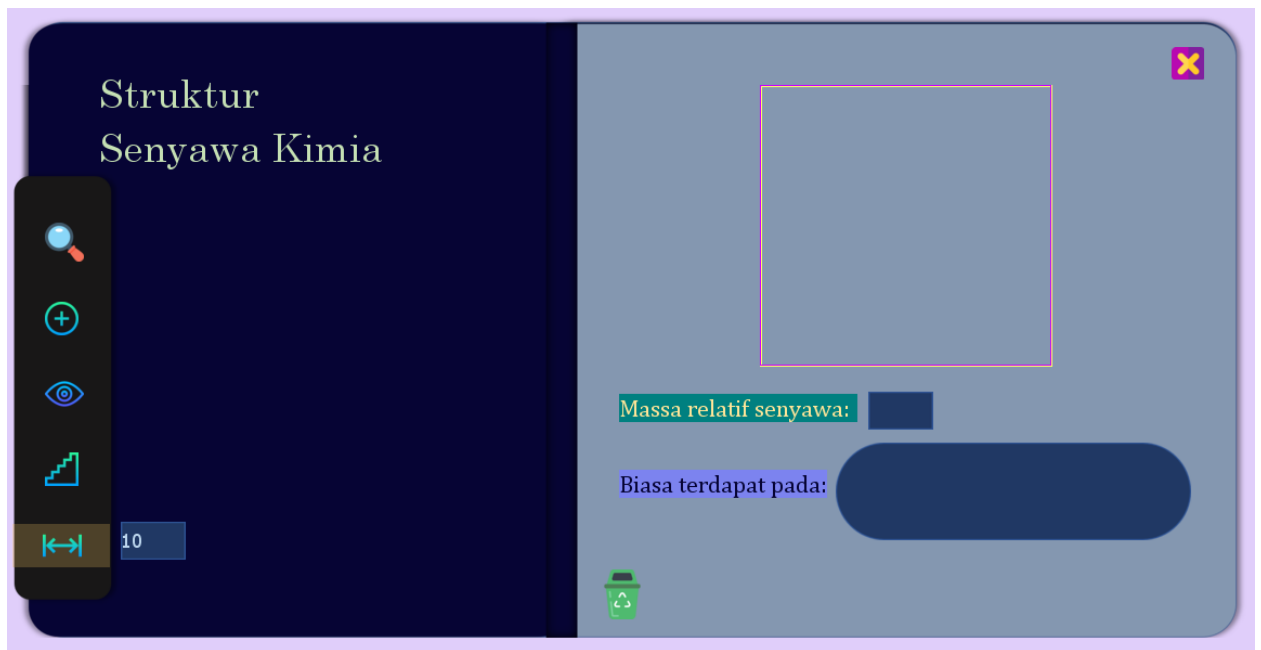 Struktur
Senyawa Kimia
10
Massa relatif senyawa:
Biasa terdapat pada: